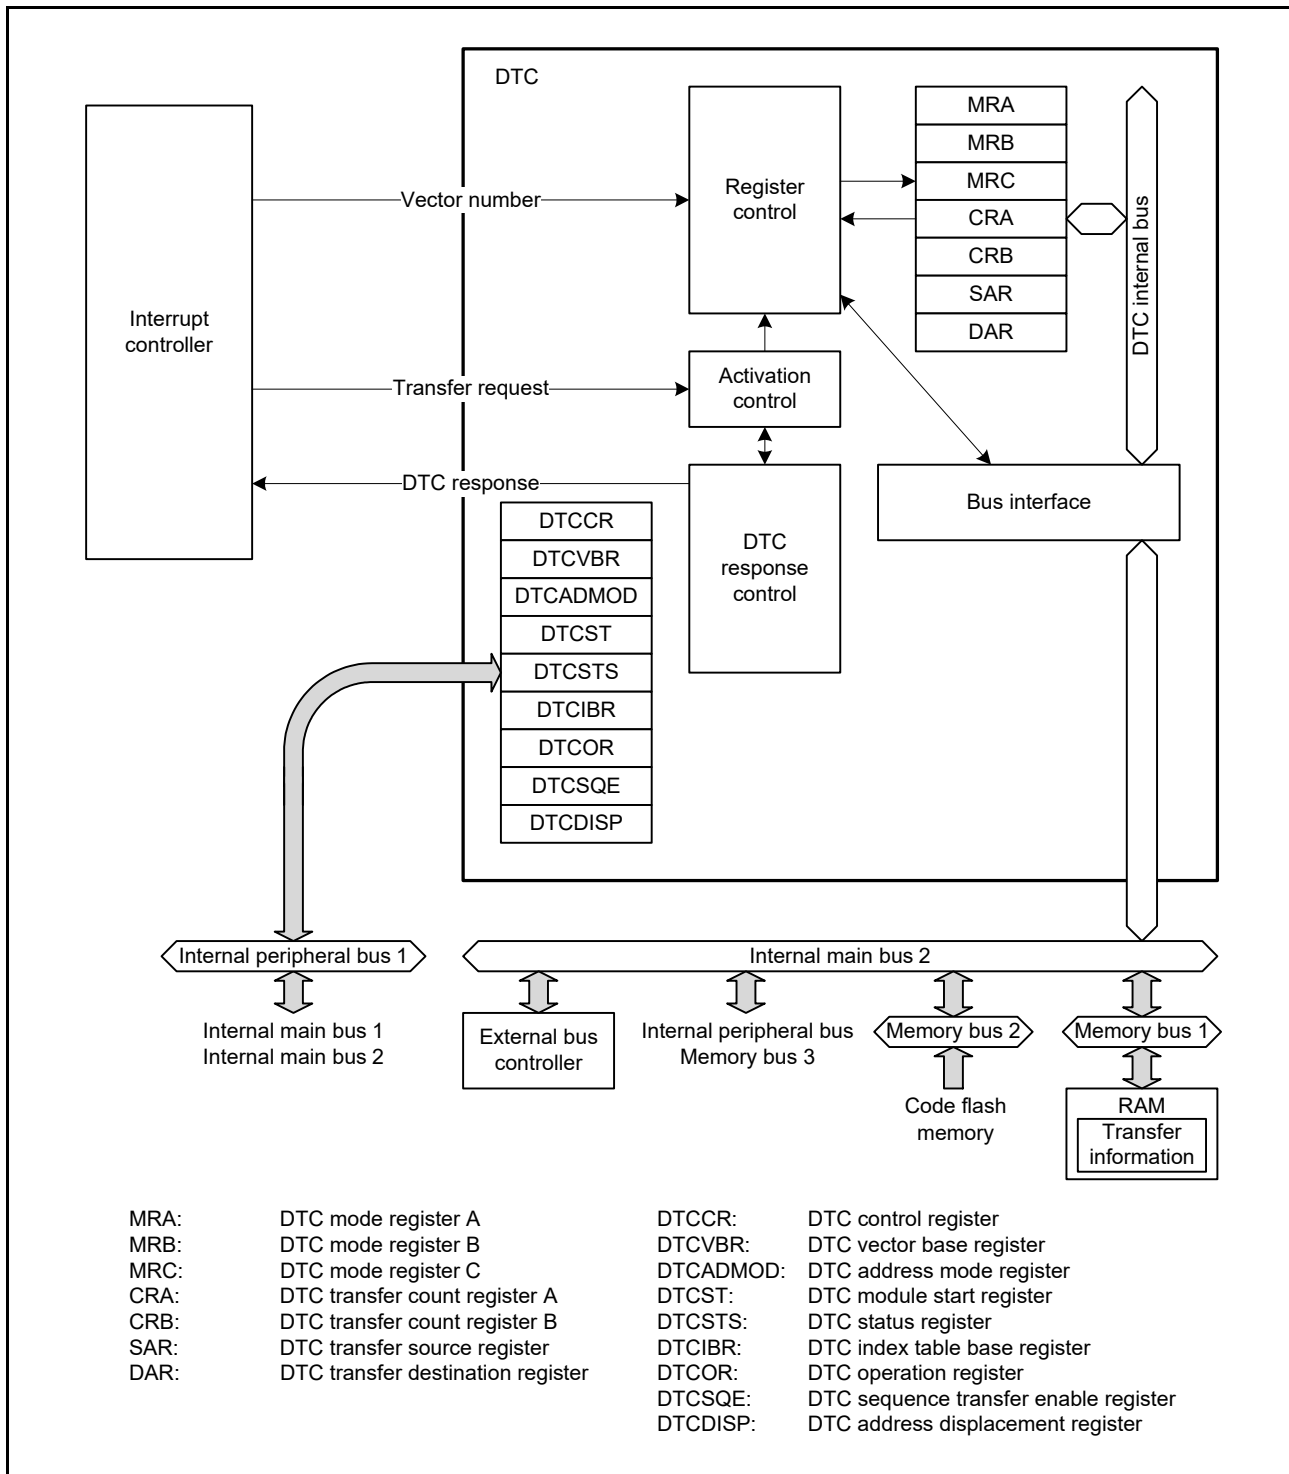 DTC
MRA
MRB
MRC
CRA
CRB
SAR
DAR
Register
control
Vector number
DTC internal bus
Interrupt
controller
Activation
control
Transfer request
DTC response
Bus interface
DTC
response
control
DTCCR
DTCVBR
DTCADMOD
DTCST
DTCSTS
DTCIBR
DTCOR
DTCSQE
DTCDISP
Internal peripheral bus 1
Internal main bus 2
Internal main bus 1
Internal main bus 2
External bus
controller
Internal peripheral bus
Memory bus 3
Memory bus 2
Memory bus 1
Code flash
memory
RAM
Transfer
information
MRA: DTC mode register A
MRB: DTC mode register B
MRC: DTC mode register C
CRA: DTC transfer count register A
CRB: DTC transfer count register B
SAR: DTC transfer source register
DAR: DTC transfer destination register
DTCCR: DTC control register
DTCVBR: DTC vector base register
DTCADMOD: DTC address mode register
DTCST: DTC module start register
DTCSTS: DTC status register
DTCIBR: DTC index table base register
DTCOR: DTC operation register
DTCSQE: DTC sequence transfer enable register
DTCDISP: DTC address displacement register